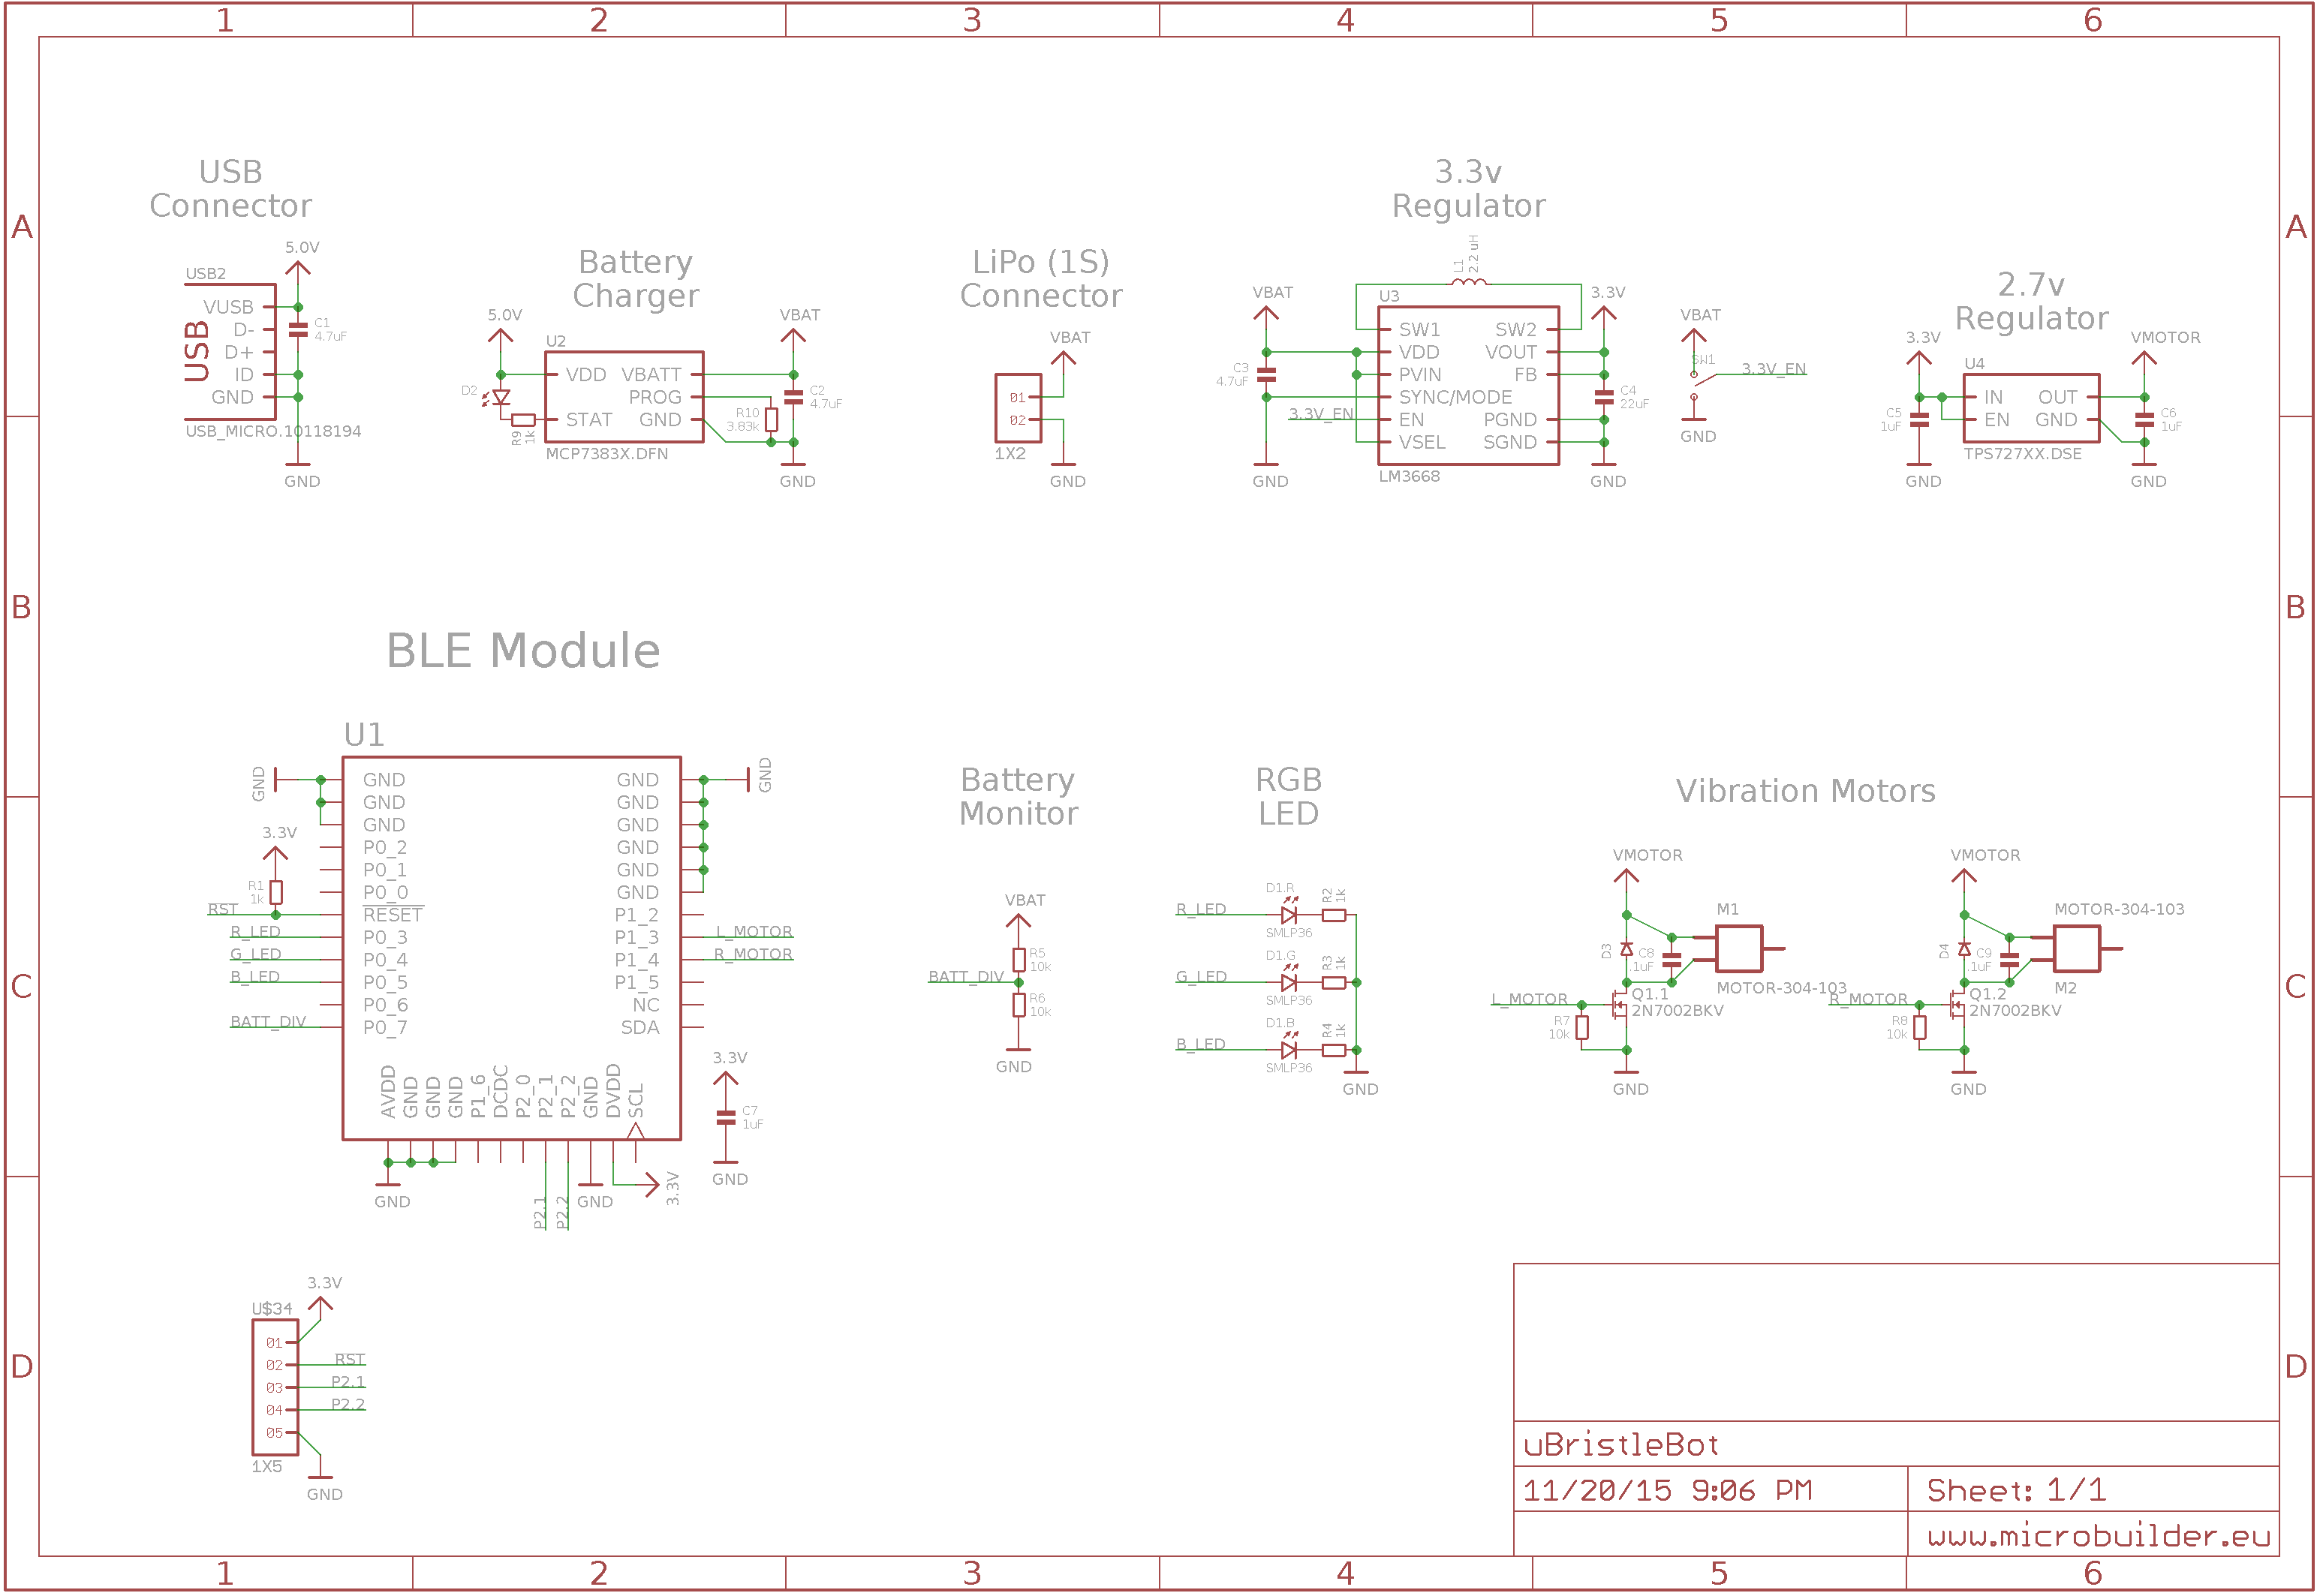 1 2 3 4 5 6
A A
B B
C C
D D
USB
Connector
5.0V
USB2
VUSB
D-
D+
ID
GND
USB
C1
4.7uF
USB_MICRO.10118194
GND
Battery
Charger
5.0V
VBAT
U2
VDD VBATT
PROG
STAT GND
D2
R9
1k
R10
3.83k
C2
4.7uF
MCP7383X.DFN
GND
LiPo (1S)
Connector
VBAT
01
02
1X2
GND
3.3v
Regulator
L1
2.2 uH
VBAT
U3
3.3V
SW1 SW2
VDD VOUT
PVIN FB
SYNC/MODE
EN PGND
VSEL SGND
C3
4.7uF
3.3V_EN
C4
22uF
LM3668
GND
GND
VBAT
SW1
3.3V_EN
GND
2.7v
Regulator
3.3V
VMOTOR
U4
IN OUT
EN GND
C5
1uF
C6
1uF
TPS727XX.DSE
GND
GND
BLE Module
U1
GND
GND
GND GND
GND GND
GND GND
P0_2 GND
P0_1 GND
P0_0 GND
RESET P1_2
P0_3 P1_3
P0_4 P1_4
P0_5 P1_5
P0_6 NC
P0_7 SDA
3.3V
R1
1k
RST
R_LED
G_LED
B_LED
BATT_DIV
L_MOTOR
R_MOTOR
AVDD
GND
GND
GND
P1_6
DCDC
P2_0
P2_1
P2_2
GND
DVDD
SCL
GND
P2.1
P2.2
GND
3.3V
3.3V
C7
1uF
GND
Battery
Monitor
VBAT
R5
10k
BATT_DIV
R6
10k
GND
RGB
LED
R_LED
D1.R
SMLP36
R2
1k
G_LED
D1.G
SMLP36
R3
1k
B_LED
D1.B
SMLP36
R4
1k
GND
Vibration Motors
VMOTOR
M1
D3
C8
.1uF
MOTOR-304-103
L_MOTOR
Q1.1
2N7002BKV
R7
10k
GND
VMOTOR
MOTOR-304-103
D4
C9
.1uF
M2
R_MOTOR
Q1.2
2N7002BKV
R8
10k
GND
3.3V
U$34
01
02
03
04
05
RST
P2.1
P2.2
1X5
GND
uBristleBot
11/20/15 9:06 PM
Sheet: 1/1
www.microbuilder.eu
1 2 3 4 5 6